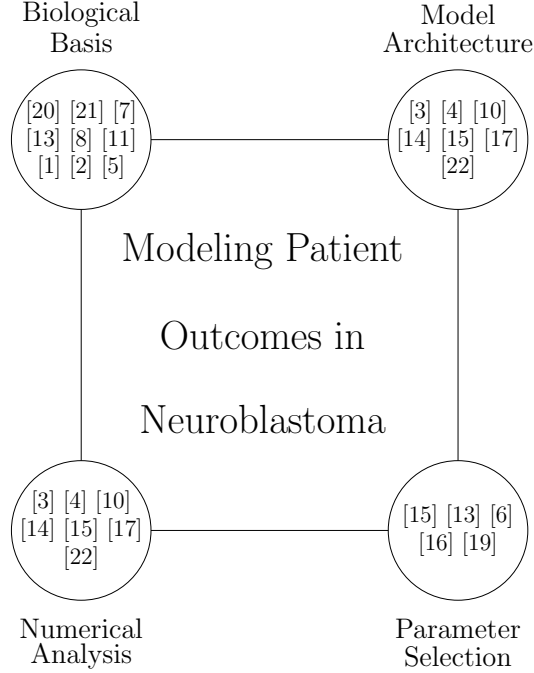 Biological
Basis
Model
Architecture
[20] [21] [7]
[13] [8] [11]
[1] [2] [5]
[3] [4] [10]
[14] [15] [17]
[22]
Modeling Patient
Outcomes in
Neuroblastoma
[3] [4] [10]
[14] [15] [17]
[22]
[15] [13] [6]
[16] [19]
Numerical
Analysis
Parameter
Selection